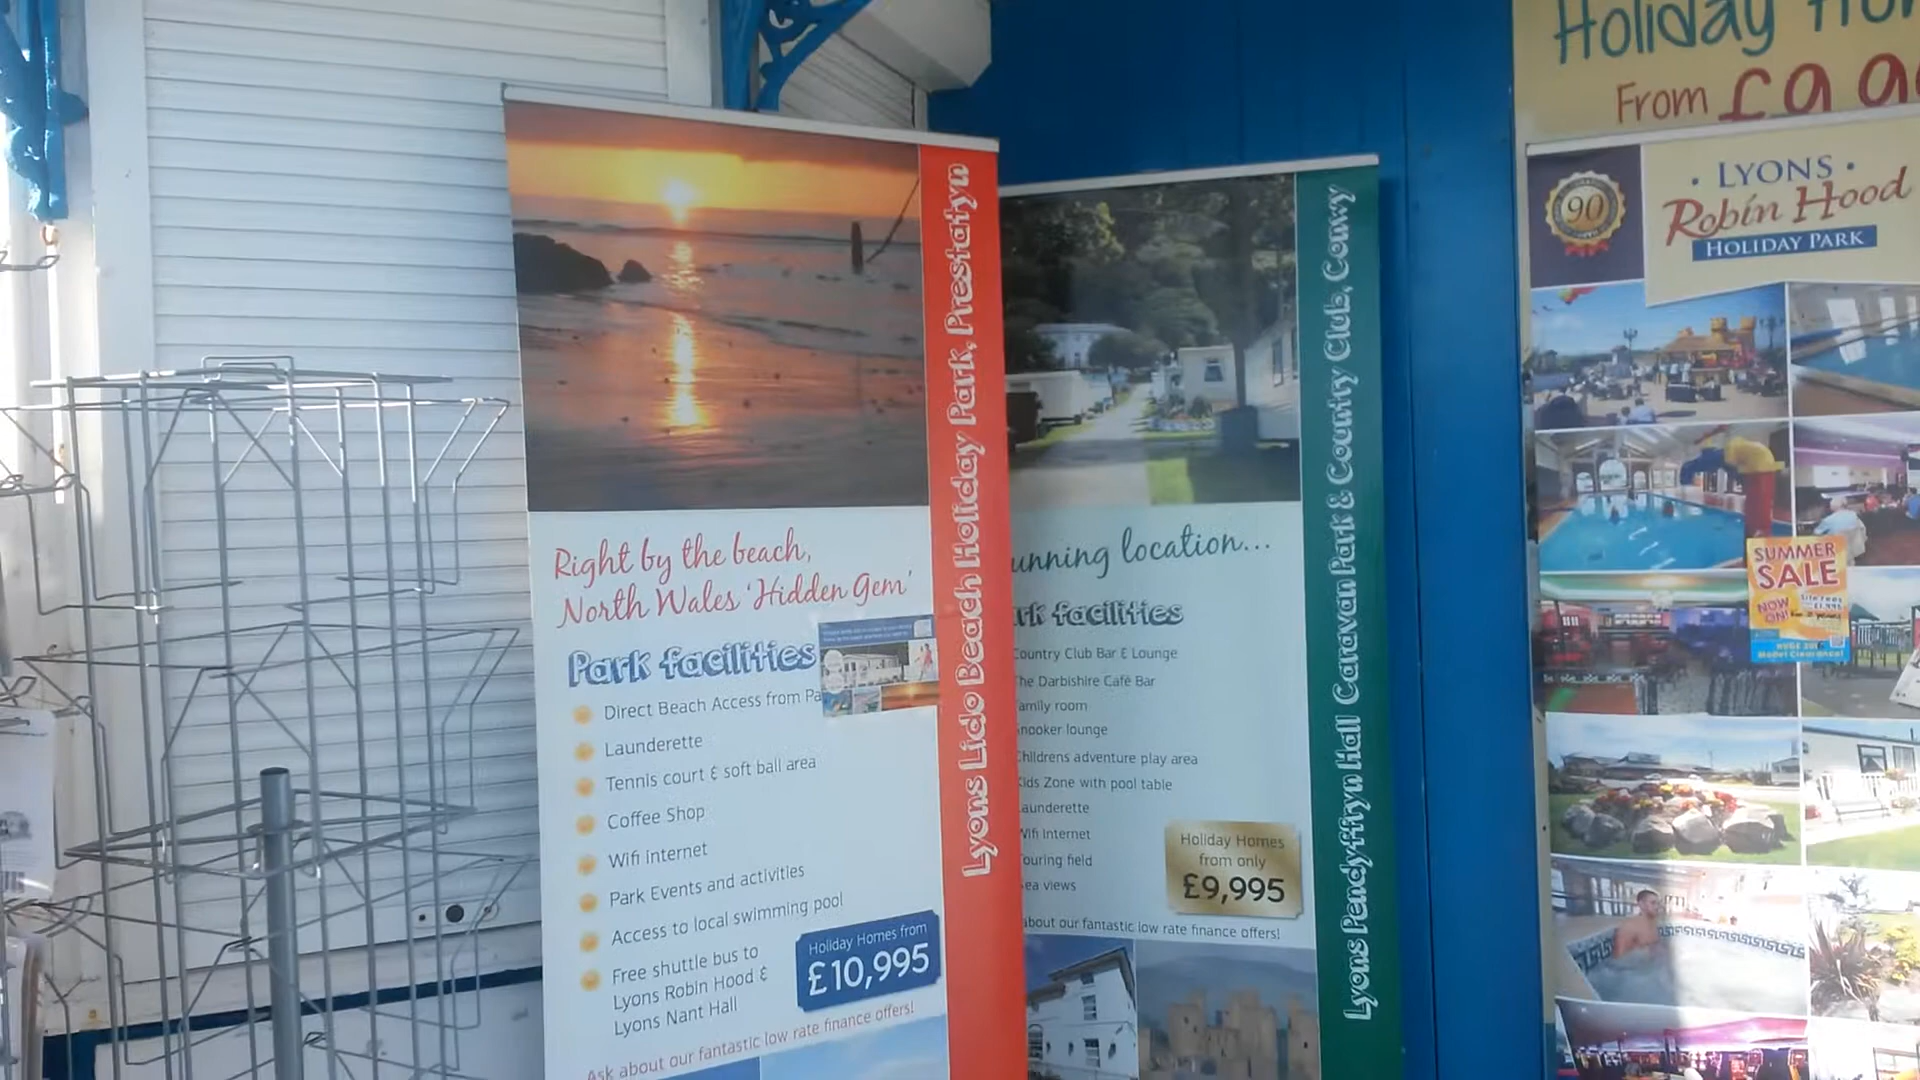 Right by the beach,
North Wales 'Hidden Gem'
Park facilities
Direct Beach Access from Pa
Launderette
Tennis court & soft ball area
Coffee Shop
Wifi internet
Park Events and activities
Access to local swimming pool
Free shuttle bus to
Lyons Robin Hood &
Lyons Nant Hall
Holiday Homes from
£10,995
Ask about our fantastic low rate finance offers!
Lyons Lido Beach Holiday Park, Prestatyn
unning location...
rk facilities
Country Club Bar & Lounge
The Darbishire Café Bar
amily room
nooker lounge
Childrens adventure play area
Kids Zone with pool table
aunderette
Wifi Internet
Touring field
ea views
Holiday Homes
from only
£9,995
about our fantastic low rate finance offers!
Lyons Pendyffryn Hall Caravan Park & Country Club, Conwy
Holiday Ho
From £9,9
90
• LYONS •
Robin Hood
HOLIDAY PARK
SUMMER
SALE
NOW
ON!